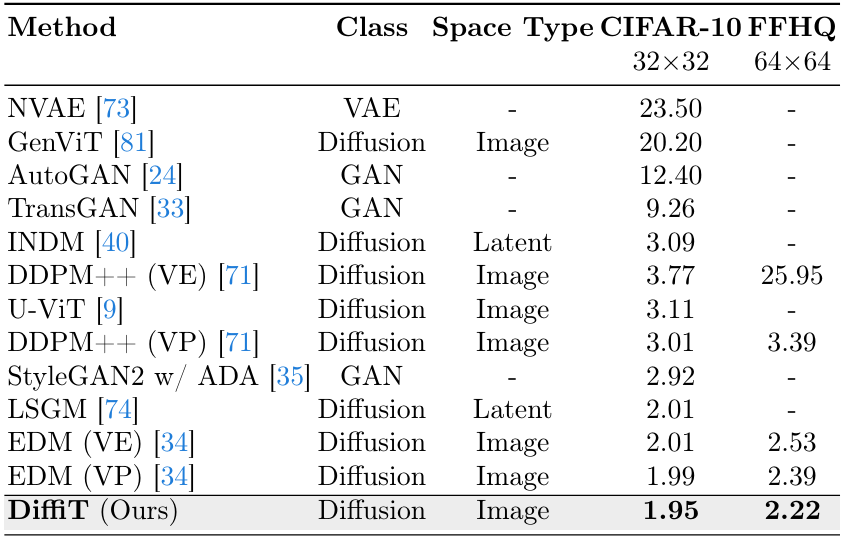 Method Class Space Type CIFAR-10 FFHQ
32×32 64×64
NVAE [73] VAE - 23.50 -
GenViT [81] Diffusion Image 20.20 -
AutoGAN [24] GAN - 12.40 -
TransGAN [33] GAN - 9.26 -
INDM [40] Diffusion Latent 3.09 -
DDPM++ (VE) [71] Diffusion Image 3.77 25.95
U-ViT [9] Diffusion Image 3.11 -
DDPM++ (VP) [71] Diffusion Image 3.01 3.39
StyleGAN2 w/ ADA [35] GAN - 2.92 -
LSGM [74] Diffusion Latent 2.01 -
EDM (VE) [34] Diffusion Image 2.01 2.53
EDM (VP) [34] Diffusion Image 1.99 2.39
DiffiT (Ours) Diffusion Image 1.95 2.22